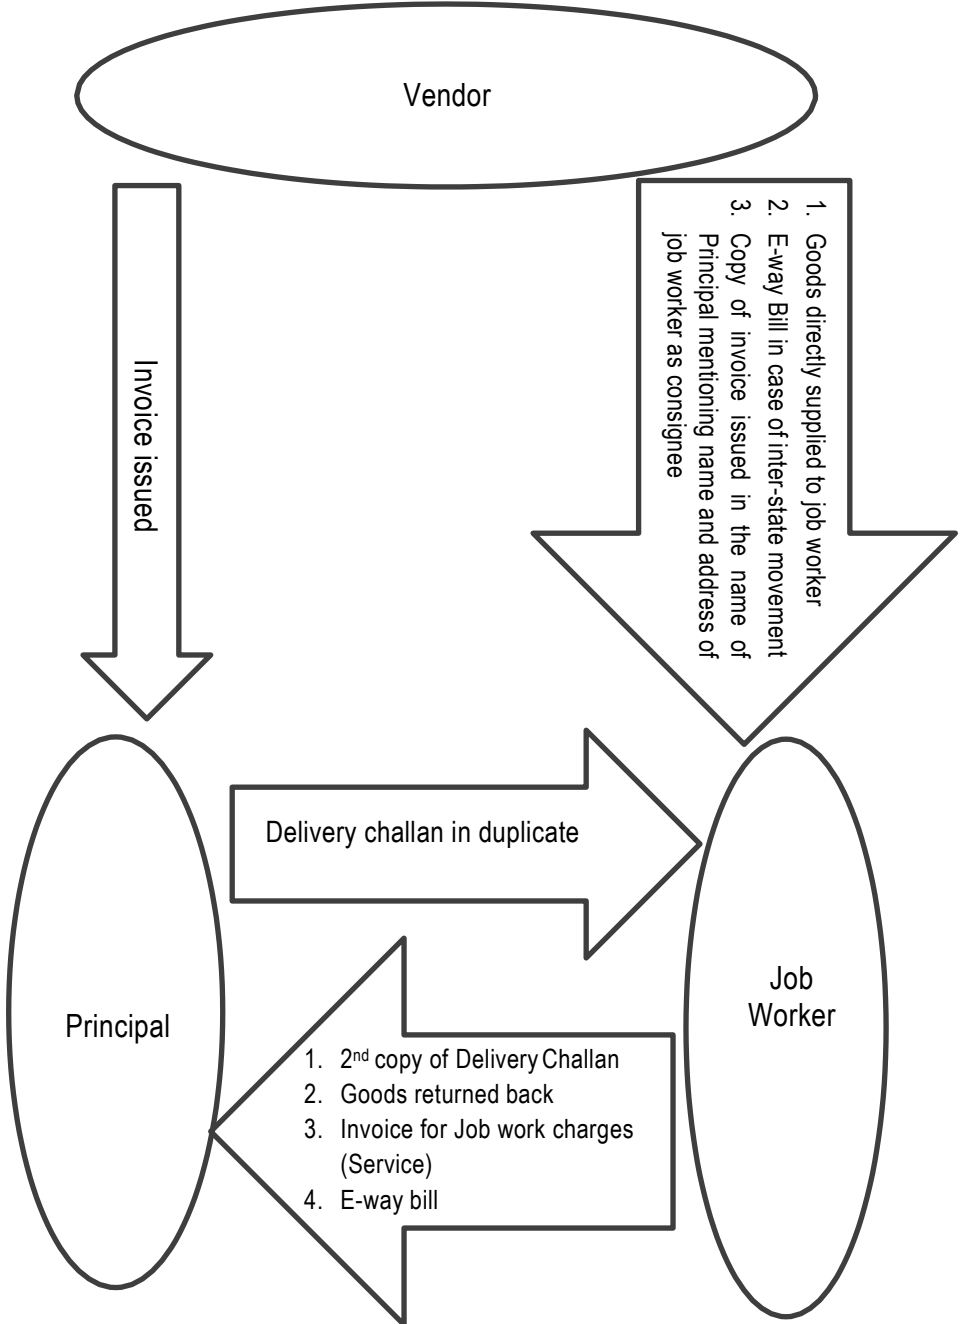 Vendor
Invoice issued
1. Goods directly supplied to job worker
2. E-way Bill in case of inter-state movement
3. Copy of invoice issued in the name of
Principal mentioning name and address of
job worker as consignee
Delivery challan in duplicate
Principal
Job
Worker
1. 2nd copy of Delivery Challan
2. Goods returned back
3. Invoice for Job work charges
(Service)
4. E-way bill